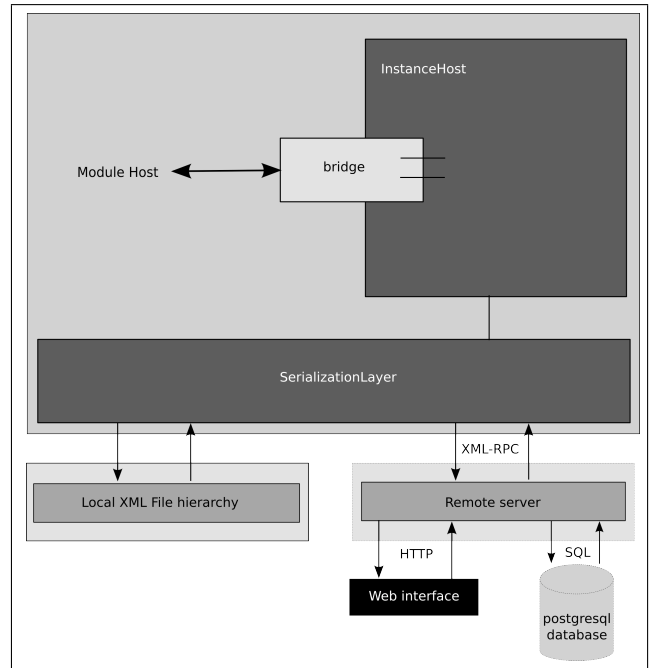 InstanceHost
bridge
Module Host
SerializationLayer
XML-RPC
Local XML File hierarchy
Remote server
HTTP
SQL
Web interface
postgresql
database